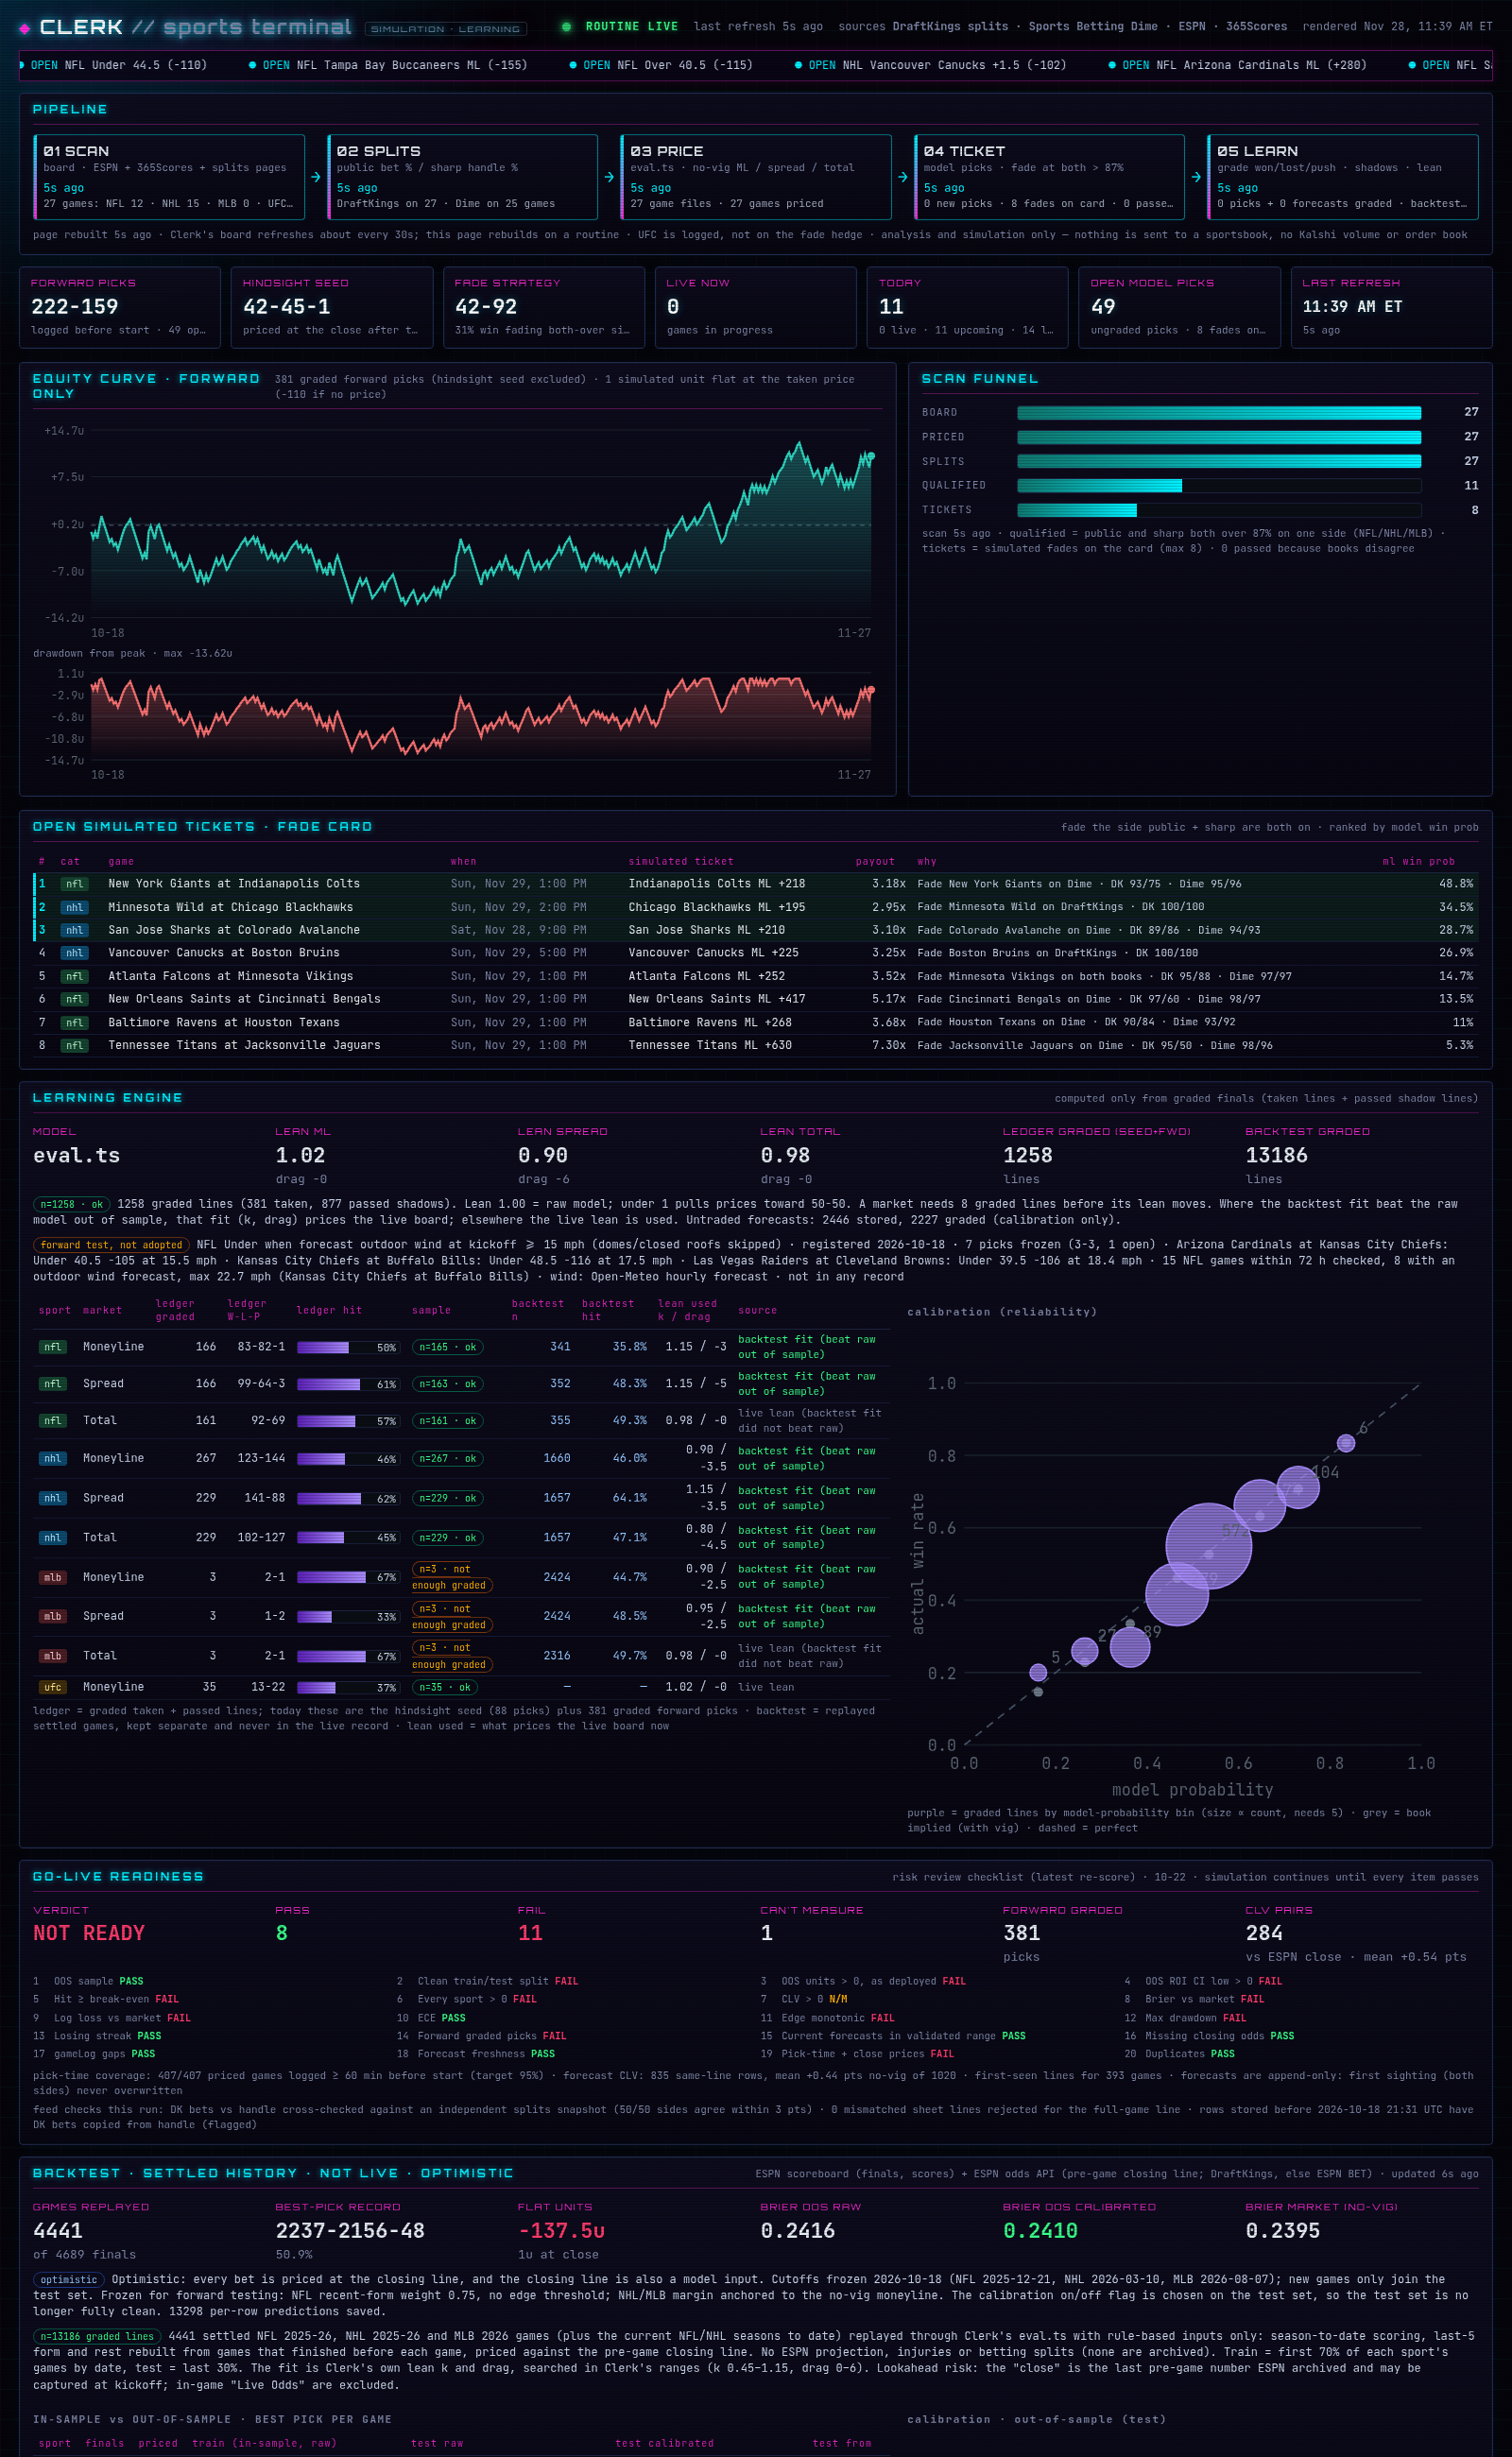 ◆ CLERK // sports terminal SIMULATION · LEARNING ROUTINE LIVE last refresh 5s ago sources DraftKings splits · Sports Betting Dime · ESPN · 365Scores rendered Nov 28, 11:39 AM ET
● OPEN NFL Under 44.5 (-110) ● OPEN NFL Tampa Bay Buccaneers ML (-155) ● OPEN NFL Over 40.5 (-115) ● OPEN NHL Vancouver Canucks +1.5 (-102) ● OPEN NFL Arizona Cardinals ML (+280) ● OPEN NFL
PIPELINE
01 SCAN
board · ESPN + 365Scores + splits pages
5s ago
27 games: NFL 12 · NHL 15 · MLB 0 · UFC…
→
02 SPLITS
public bet % / sharp handle %
5s ago
DraftKings on 27 · Dime on 25 games
→
03 PRICE
eval.ts · no-vig ML / spread / total
5s ago
27 game files · 27 games priced
→
04 TICKET
model picks · fade at both > 87%
5s ago
0 new picks · 8 fades on card · 0 passe…
→
05 LEARN
grade won/lost/push · shadows · lean
5s ago
0 picks + 0 forecasts graded · backtest…
page rebuilt 5s ago · Clerk's board refreshes about every 30s; this page rebuilds on a routine · UFC is logged, not on the fade hedge · analysis and simulation only — nothing is sent to a sportsbook, no Kalshi volume or order book
FORWARD PICKS
222-159
logged before start · 49 op…
HINDSIGHT SEED
42-45-1
priced at the close after t…
FADE STRATEGY
42-92
31% win fading both-over si…
LIVE NOW
0
games in progress
TODAY
11
0 live · 11 upcoming · 14 l…
OPEN MODEL PICKS
49
ungraded picks · 8 fades on…
LAST REFRESH
11:39 AM ET
5s ago
EQUITY CURVE · FORWARD ONLY
381 graded forward picks (hindsight seed excluded) · 1 simulated unit flat at the taken price (-110 if no price)
+14.7u
+7.5u
+0.2u
-7.0u
-14.2u
10-18 11-27
drawdown from peak · max -13.62u
1.1u
-2.9u
-6.8u
-10.8u
-14.7u
10-18 11-27
SCAN FUNNEL
BOARD 27
PRICED 27
SPLITS 27
QUALIFIED 11
TICKETS 8
scan 5s ago · qualified = public and sharp both over 87% on one side (NFL/NHL/MLB) ·
tickets = simulated fades on the card (max 8) · 0 passed because books disagree
OPEN SIMULATED TICKETS · FADE CARD fade the side public + sharp are both on · ranked by model win prob
# cat game when simulated ticket payout why ml win prob
1 nfl New York Giants at Indianapolis Colts Sun, Nov 29, 1:00 PM Indianapolis Colts ML +218 3.18x Fade New York Giants on Dime · DK 93/75 · Dime 95/96 48.8%
2 nhl Minnesota Wild at Chicago Blackhawks Sun, Nov 29, 2:00 PM Chicago Blackhawks ML +195 2.95x Fade Minnesota Wild on DraftKings · DK 100/100 34.5%
3 nhl San Jose Sharks at Colorado Avalanche Sat, Nov 28, 9:00 PM San Jose Sharks ML +210 3.10x Fade Colorado Avalanche on Dime · DK 89/86 · Dime 94/93 28.7%
4 nhl Vancouver Canucks at Boston Bruins Sun, Nov 29, 5:00 PM Vancouver Canucks ML +225 3.25x Fade Boston Bruins on DraftKings · DK 100/100 26.9%
5 nfl Atlanta Falcons at Minnesota Vikings Sun, Nov 29, 1:00 PM Atlanta Falcons ML +252 3.52x Fade Minnesota Vikings on both books · DK 95/88 · Dime 97/97 14.7%
6 nfl New Orleans Saints at Cincinnati Bengals Sun, Nov 29, 1:00 PM New Orleans Saints ML +417 5.17x Fade Cincinnati Bengals on Dime · DK 97/60 · Dime 98/97 13.5%
7 nfl Baltimore Ravens at Houston Texans Sun, Nov 29, 1:00 PM Baltimore Ravens ML +268 3.68x Fade Houston Texans on Dime · DK 90/84 · Dime 93/92 11%
8 nfl Tennessee Titans at Jacksonville Jaguars Sun, Nov 29, 1:00 PM Tennessee Titans ML +630 7.30x Fade Jacksonville Jaguars on Dime · DK 95/50 · Dime 98/96 5.3%
LEARNING ENGINE computed only from graded finals (taken lines + passed shadow lines)
MODEL
eval.ts
LEAN ML
1.02
drag -0
LEAN SPREAD
0.90
drag -6
LEAN TOTAL
0.98
drag -0
LEDGER GRADED (SEED+FWD)
1258
lines
BACKTEST GRADED
13186
lines
n=1258 · ok 1258 graded lines (381 taken, 877 passed shadows). Lean 1.00 = raw model; under 1 pulls prices toward 50-50. A market needs 8 graded lines before its lean moves. Where the backtest fit beat the raw
model out of sample, that fit (k, drag) prices the live board; elsewhere the live lean is used. Untraded forecasts: 2446 stored, 2227 graded (calibration only).
forward test, not adopted NFL Under when forecast outdoor wind at kickoff ≥ 15 mph (domes/closed roofs skipped) · registered 2026-10-18 · 7 picks frozen (3-3, 1 open) · Arizona Cardinals at Kansas City Chiefs:
Under 40.5 -105 at 15.5 mph · Kansas City Chiefs at Buffalo Bills: Under 48.5 -116 at 17.5 mph · Las Vegas Raiders at Cleveland Browns: Under 39.5 -106 at 18.4 mph · 15 NFL games within 72 h checked, 8 with an
outdoor wind forecast, max 22.7 mph (Kansas City Chiefs at Buffalo Bills) · wind: Open-Meteo hourly forecast · not in any record
sport market ledger graded ledger W-L-P ledger hit sample backtest n backtest hit lean used k / drag source
nfl Moneyline 166 83-82-1 50% n=165 · ok 341 35.8% 1.15 / -3 backtest fit (beat raw out of sample)
nfl Spread 166 99-64-3 61% n=163 · ok 352 48.3% 1.15 / -5 backtest fit (beat raw out of sample)
nfl Total 161 92-69 57% n=161 · ok 355 49.3% 0.98 / -0 live lean (backtest fit did not beat raw)
nhl Moneyline 267 123-144 46% n=267 · ok 1660 46.0% 0.90 / -3.5 backtest fit (beat raw out of sample)
nhl Spread 229 141-88 62% n=229 · ok 1657 64.1% 1.15 / -3.5 backtest fit (beat raw out of sample)
nhl Total 229 102-127 45% n=229 · ok 1657 47.1% 0.80 / -4.5 backtest fit (beat raw out of sample)
mlb Moneyline 3 2-1 67% n=3 · not enough graded 2424 44.7% 0.90 / -2.5 backtest fit (beat raw out of sample)
mlb Spread 3 1-2 33% n=3 · not enough graded 2424 48.5% 0.95 / -2.5 backtest fit (beat raw out of sample)
mlb Total 3 2-1 67% n=3 · not enough graded 2316 49.7% 0.98 / -0 live lean (backtest fit did not beat raw)
ufc Moneyline 35 13-22 37% n=35 · ok — — 1.02 / -0 live lean
ledger = graded taken + passed lines; today these are the hindsight seed (88 picks) plus 381 graded forward picks · backtest = replayed
settled games, kept separate and never in the live record · lean used = what prices the live board now
calibration (reliability)
1.0
0.8
0.6
0.4
0.2
0.0
actual win rate
5
89
104
6
0.0 0.2 0.4 0.6 0.8 1.0
model probability
purple = graded lines by model-probability bin (size ∝ count, needs 5) · grey = book
implied (with vig) · dashed = perfect
GO-LIVE READINESS risk review checklist (latest re-score) · 10-22 · simulation continues until every item passes
VERDICT
NOT READY
PASS
8
FAIL
11
CAN'T MEASURE
1
FORWARD GRADED
381
picks
CLV PAIRS
284
vs ESPN close · mean +0.54 pts
1 OOS sample PASS 2 Clean train/test split FAIL 3 OOS units > 0, as deployed FAIL 4 OOS ROI CI low > 0 FAIL
5 Hit ≥ break-even FAIL 6 Every sport > 0 FAIL 7 CLV > 0 N/M 8 Brier vs market FAIL
9 Log loss vs market FAIL 10 ECE PASS 11 Edge monotonic FAIL 12 Max drawdown FAIL
13 Losing streak PASS 14 Forward graded picks FAIL 15 Current forecasts in validated range PASS 16 Missing closing odds PASS
17 gameLog gaps PASS 18 Forecast freshness PASS 19 Pick-time + close prices FAIL 20 Duplicates PASS
pick-time coverage: 407/407 priced games logged ≥ 60 min before start (target 95%) · forecast CLV: 835 same-line rows, mean +0.44 pts no-vig of 1020 · first-seen lines for 393 games · forecasts are append-only: first sighting (both
sides) never overwritten
feed checks this run: DK bets vs handle cross-checked against an independent splits snapshot (50/50 sides agree within 3 pts) · 0 mismatched sheet lines rejected for the full-game line · rows stored before 2026-10-18 21:31 UTC have
DK bets copied from handle (flagged)
BACKTEST · SETTLED HISTORY · NOT LIVE · OPTIMISTIC ESPN scoreboard (finals, scores) + ESPN odds API (pre-game closing line; DraftKings, else ESPN BET) · updated 6s ago
GAMES REPLAYED
4441
of 4689 finals
BEST-PICK RECORD
2237-2156-48
50.9%
FLAT UNITS
-137.5u
1u at close
BRIER OOS RAW
0.2416
BRIER OOS CALIBRATED
0.2410
BRIER MARKET (NO-VIG)
0.2395
optimistic Optimistic: every bet is priced at the closing line, and the closing line is also a model input. Cutoffs frozen 2026-10-18 (NFL 2025-12-21, NHL 2026-03-10, MLB 2026-08-07); new games only join the
test set. Frozen for forward testing: NFL recent-form weight 0.75, no edge threshold; NHL/MLB margin anchored to the no-vig moneyline. The calibration on/off flag is chosen on the test set, so the test set is no
longer fully clean. 13298 per-row predictions saved.
n=13186 graded lines 4441 settled NFL 2025-26, NHL 2025-26 and MLB 2026 games (plus the current NFL/NHL seasons to date) replayed through Clerk's eval.ts with rule-based inputs only: season-to-date scoring, last-5
form and rest rebuilt from games that finished before each game, priced against the pre-game closing line. No ESPN projection, injuries or betting splits (none are archived). Train = first 70% of each sport's
games by date, test = last 30%. The fit is Clerk's own lean k and drag, searched in Clerk's ranges (k 0.45–1.15, drag 0–6). Lookahead risk: the "close" is the last pre-game number ESPN archived and may be
captured at kickoff; in-game "Live Odds" are excluded.
IN-SAMPLE vs OUT-OF-SAMPLE · BEST PICK PER GAME
sport finals priced train (in-sample, raw) test raw test calibrated test from
calibration · out-of-sample (test)